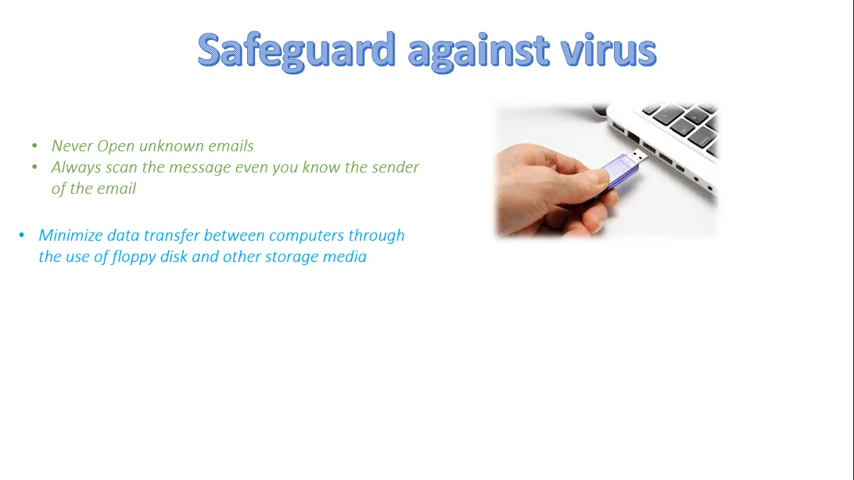 Safeguard against virus
• Never Open unknown emails
• Always scan the message even you know the sender
of the email
• Minimize data transfer between computers through
the use of floppy disk and other storage media